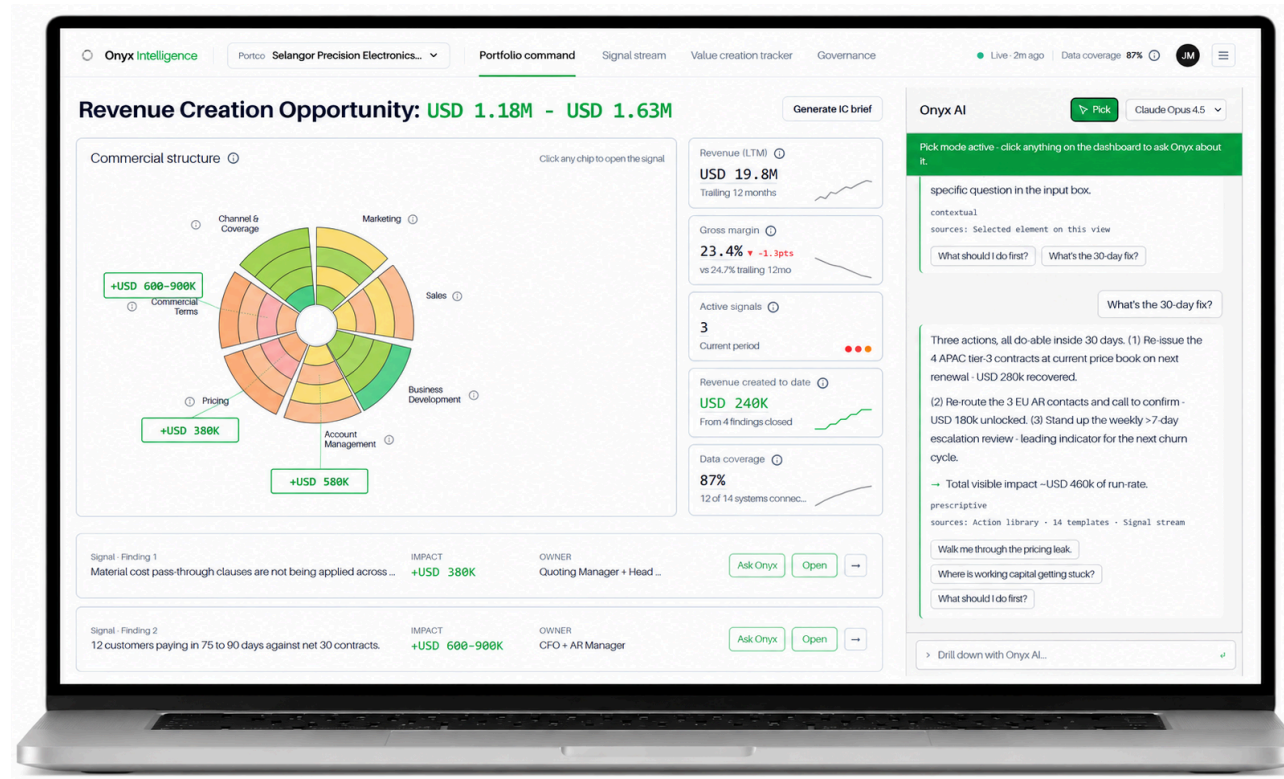 Onyx Intelligence
Portco Selangor Precision Electronics...
Portfolio command
Signal stream
Value creation tracker
Governance
Live · 2m ago
Data coverage 87%
JM
Revenue Creation Opportunity: USD 1.18M - USD 1.63M
Generate IC brief
Commercial structure
Click any chip to open the signal
Channel &
Coverage
Marketing
+USD 600-900K
Commercial
Terms
Sales
Pricing
Business
Development
+USD 380K
Account
Management
+USD 580K
Revenue (LTM)
USD 19.8M
Trailing 12 months
Gross margin
23.4% ▼ -1.3pts
vs 24.7% trailing 12mo
Active signals
3
Current period
Revenue created to date
USD 240K
From 4 findings closed
Data coverage
87%
12 of 14 systems connec...
Signal · Finding 1
Material cost pass-through clauses are not being applied across ...
IMPACT
+USD 380K
OWNER
Quoting Manager + Head ...
Ask Onyx
Open
→
Signal · Finding 2
12 customers paying in 75 to 90 days against net 30 contracts.
IMPACT
+USD 600-900K
OWNER
CFO + AR Manager
Ask Onyx
Open
→
Onyx AI
Pick
Claude Opus 4.5
Pick mode active - click anything on the dashboard to ask Onyx about
it.
specific question in the input box.
contextual
sources: Selected element on this view
What should I do first?
What's the 30-day fix?
What's the 30-day fix?
Three actions, all do-able inside 30 days. (1) Re-issue the
4 APAC tier-3 contracts at current price book on next
renewal - USD 280k recovered.
(2) Re-route the 3 EU AR contacts and call to confirm -
USD 180k unlocked. (3) Stand up the weekly >7-day
escalation review - leading indicator for the next churn
cycle.
→ Total visible impact ~USD 460k of run-rate.
prescriptive
sources: Action library · 14 templates · Signal stream
Walk me through the pricing leak.
Where is working capital getting stuck?
What should I do first?
› Drill down with Onyx AI...